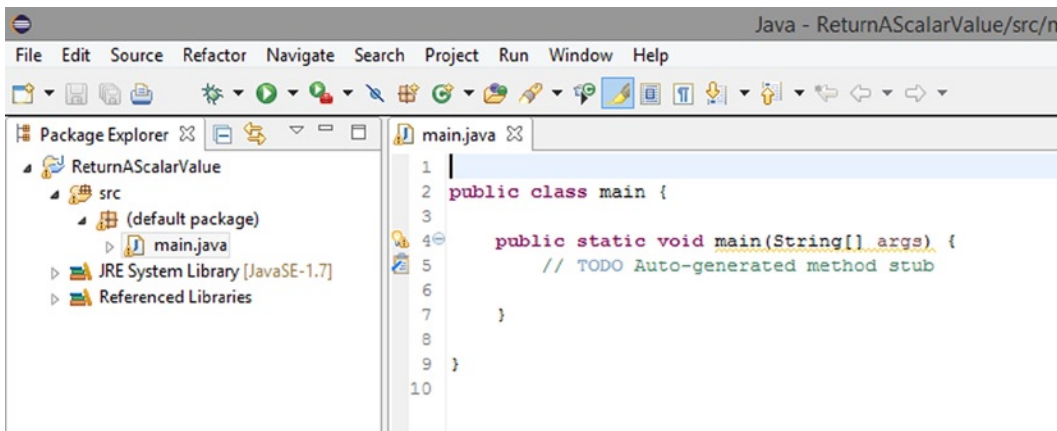 Java - ReturnAScalarValue/src/
File Edit Source Refactor Navigate Search Project Run Window Help
Package Explorer
main.java
ReturnAScalarValue
src
(default package)
main.java
JRE System Library [JavaSE-1.7]
Referenced Libraries
1
2 public class main {
3
4 public static void main(String[] args) {
5 // TODO Auto-generated method stub
6
7 }
8
9 }
10